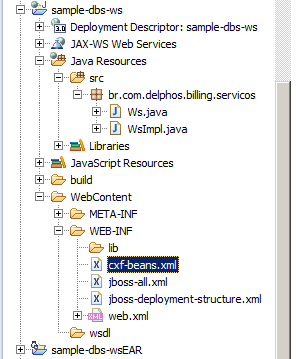 sample-dbs-ws
Deployment Descriptor: sample-dbs-ws
JAX-WS Web Services
Java Resources
src
br.com.delphos.billing.servicos
Ws.java
WsImpl.java
Libraries
JavaScript Resources
build
WebContent
META-INF
WEB-INF
lib
cxf-beans.xml
jboss-all.xml
jboss-deployment-structure.xml
web.xml
wsdl
sample-dbs-wsEAR